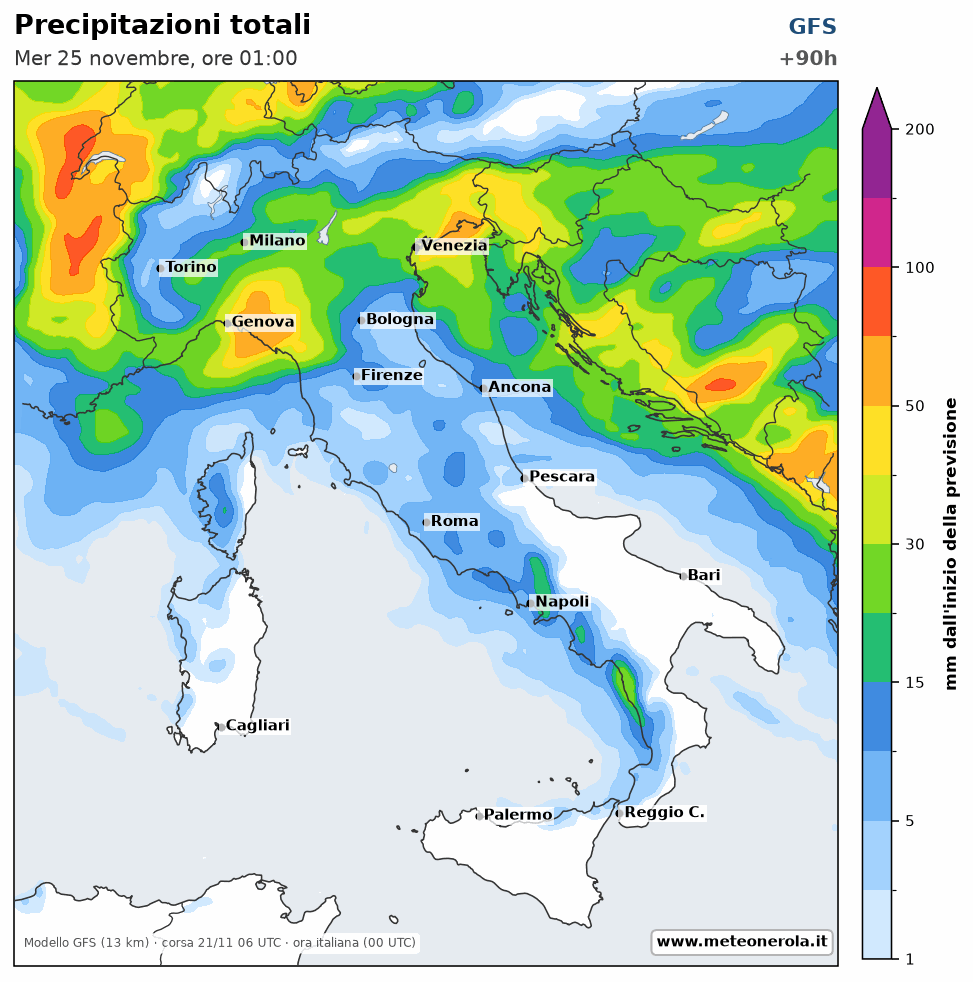 Precipitazioni totali
GFS
Mer 25 novembre, ore 01:00
+90h
200
Milano
Venezia
Torino
100
Genova
Bologna
Firenze
Ancona
50
Pescara
Roma
30
Bari
Napoli
15
Cagliari
Palermo
Reggio C.
5
mm dall'inizio della previsione
Modello GFS (13 km) · corsa 21/11 06 UTC · ora italiana (00 UTC)
www.meteonerola.it
1